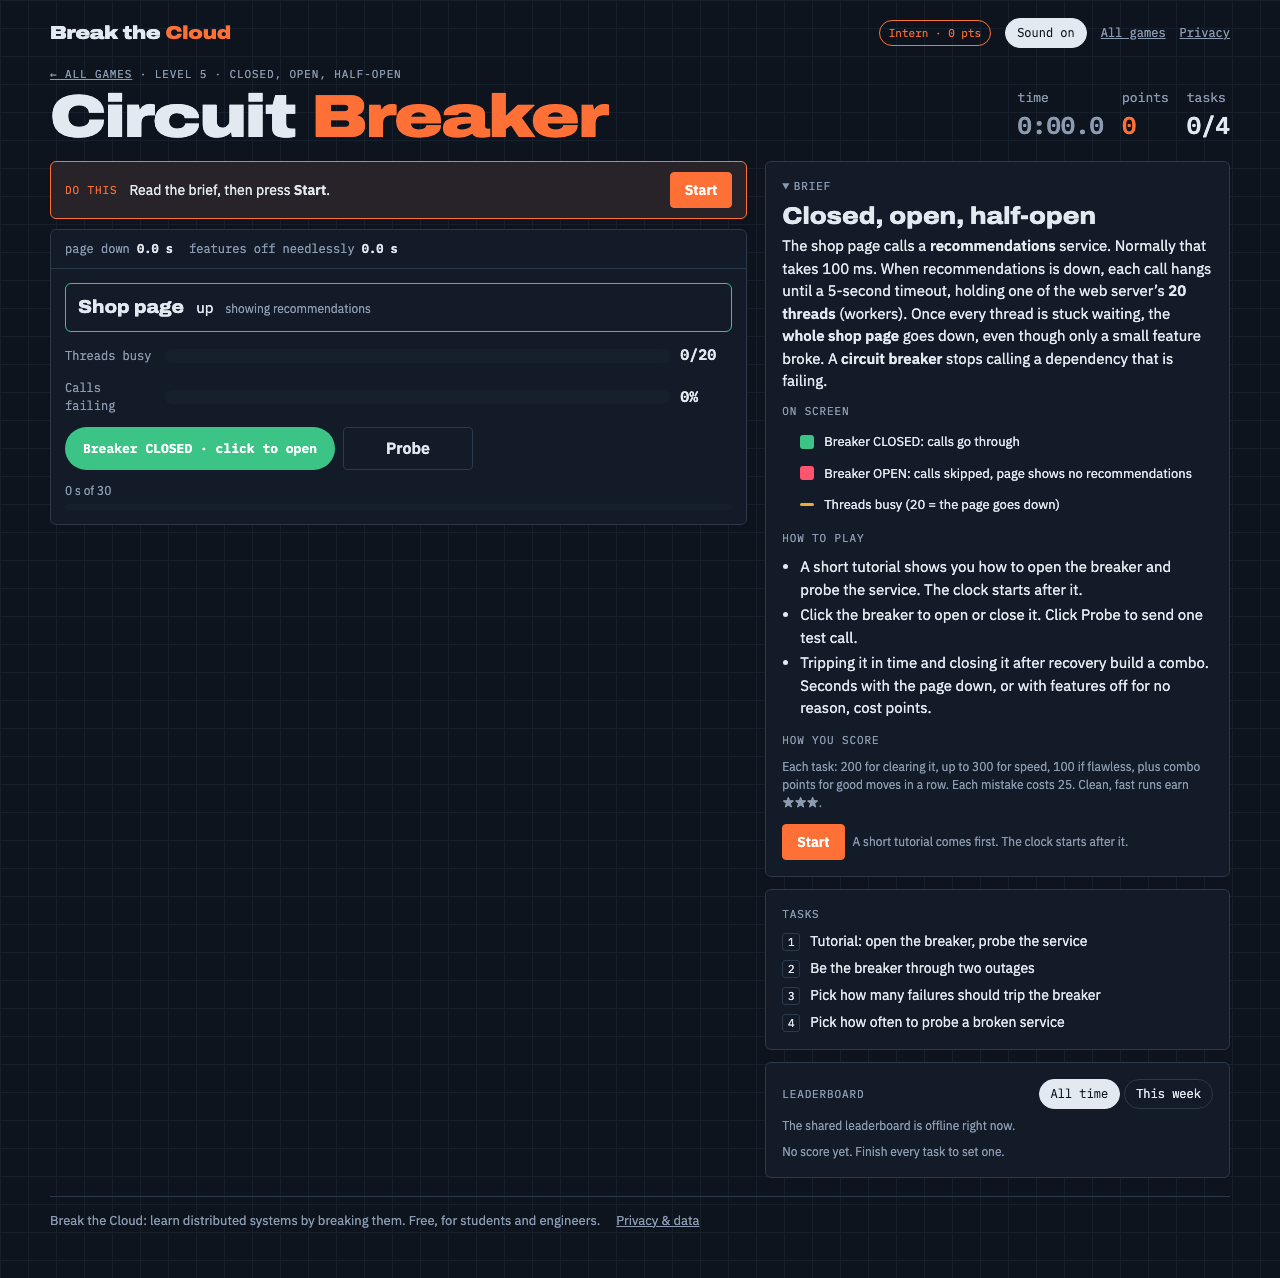 Break the Cloud
Intern · 0 pts
Sound on
All games
Privacy
← ALL GAMES · LEVEL 5 · CLOSED, OPEN, HALF-OPEN
Circuit Breaker
time
0:00.0
points
0
tasks
0/4
DO THIS Read the brief, then press Start.
Start
page down 0.0 s features off needlessly 0.0 s
Shop page up showing recommendations
Threads busy 0/20
Calls
failing 0%
Breaker CLOSED · click to open
Probe
0 s of 30
▼ BRIEF
Closed, open, half-open
The shop page calls a recommendations service. Normally that
takes 100 ms. When recommendations is down, each call hangs
until a 5-second timeout, holding one of the web server’s 20
threads (workers). Once every thread is stuck waiting, the
whole shop page goes down, even though only a small feature
broke. A circuit breaker stops calling a dependency that is
failing.
ON SCREEN
Breaker CLOSED: calls go through
Breaker OPEN: calls skipped, page shows no recommendations
Threads busy (20 = the page goes down)
HOW TO PLAY
• A short tutorial shows you how to open the breaker and
probe the service. The clock starts after it.
• Click the breaker to open or close it. Click Probe to send one
test call.
• Tripping it in time and closing it after recovery build a combo.
Seconds with the page down, or with features off for no
reason, cost points.
HOW YOU SCORE
Each task: 200 for clearing it, up to 300 for speed, 100 if flawless, plus combo
points for good moves in a row. Each mistake costs 25. Clean, fast runs earn
★★★.
Start
A short tutorial comes first. The clock starts after it.
TASKS
1 Tutorial: open the breaker, probe the service
2 Be the breaker through two outages
3 Pick how many failures should trip the breaker
4 Pick how often to probe a broken service
LEADERBOARD
All time
This week
The shared leaderboard is offline right now.
No score yet. Finish every task to set one.
Break the Cloud: learn distributed systems by breaking them. Free, for students and engineers.
Privacy & data